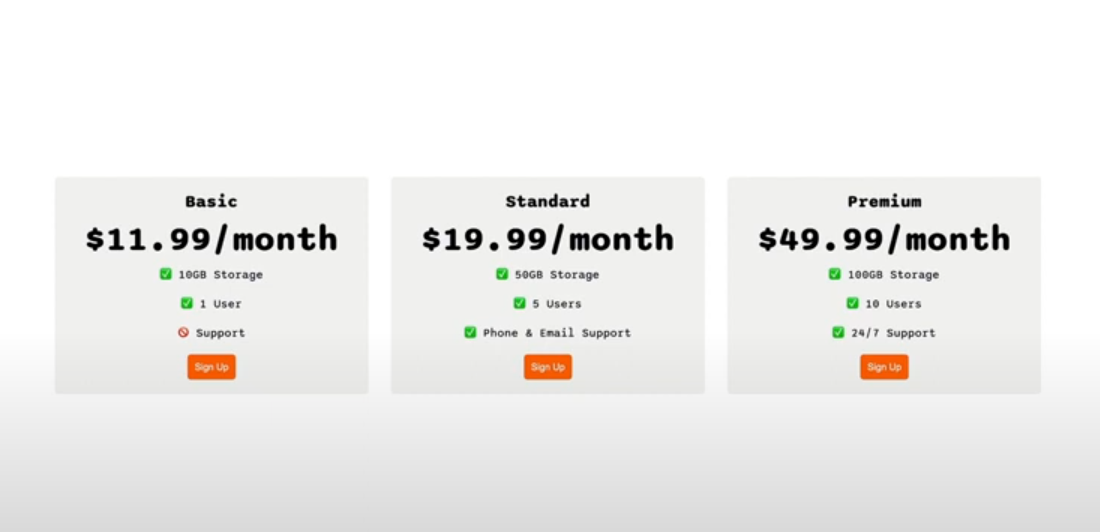 Basic
$11.99/month
✅ 10GB Storage
✅ 1 User
🚫 Support
Sign Up
Standard
$19.99/month
✅ 50GB Storage
✅ 5 Users
✅ Phone & Email Support
Sign Up
Premium
$49.99/month
✅ 100GB Storage
✅ 10 Users
✅ 24/7 Support
Sign Up